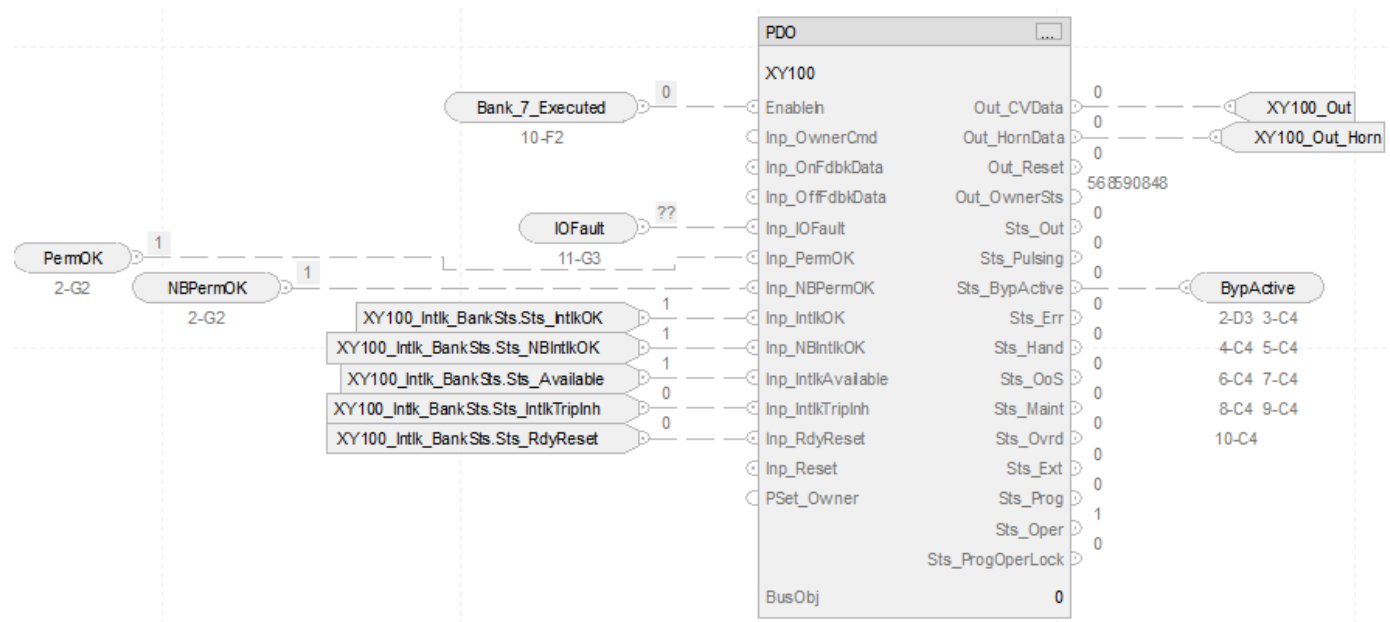 PDO ...
XY100
Bank_7_Executed 0 EnableIn Out_CVData 0 XY100_Out
10-F2 Inp_OwnerCmd Out_HornData 0 XY100_Out_Horn
Inp_OnFdbkData Out_Reset 0
Inp_OffFdbkData Out_OwnerSts 568590848
IOFault ?? Inp_IOFault Sts_Out 0
11-G3
PermOK 1 Inp_PermOK Sts_Pulsing 0
2-G2
NBPermOK 1 Inp_NBPermOK Sts_BypActive 0 BypActive
2-G2
XY100_Intlk_BankSts.Sts_IntlkOK 1 Inp_IntlkOK Sts_Err 0 2-D3 3-C4
XY100_Intlk_BankSts.Sts_NBIntlkOK 1 Inp_NBIntlkOK Sts_Hand 0 4-C4 5-C4
XY100_Intlk_BankSts.Sts_Available 1 Inp_IntlkAvailable Sts_OoS 0 6-C4 7-C4
XY100_Intlk_BankSts.Sts_IntlkTripInh 0 Inp_IntlkTripInh Sts_Maint 0 8-C4 9-C4
XY100_Intlk_BankSts.Sts_RdyReset 0 Inp_RdyReset Sts_Ovrd 0 10-C4
Inp_Reset Sts_Ext 0
PSet_Owner Sts_Prog 0
Sts_Oper 1
Sts_ProgOperLock 0
BusObj 0